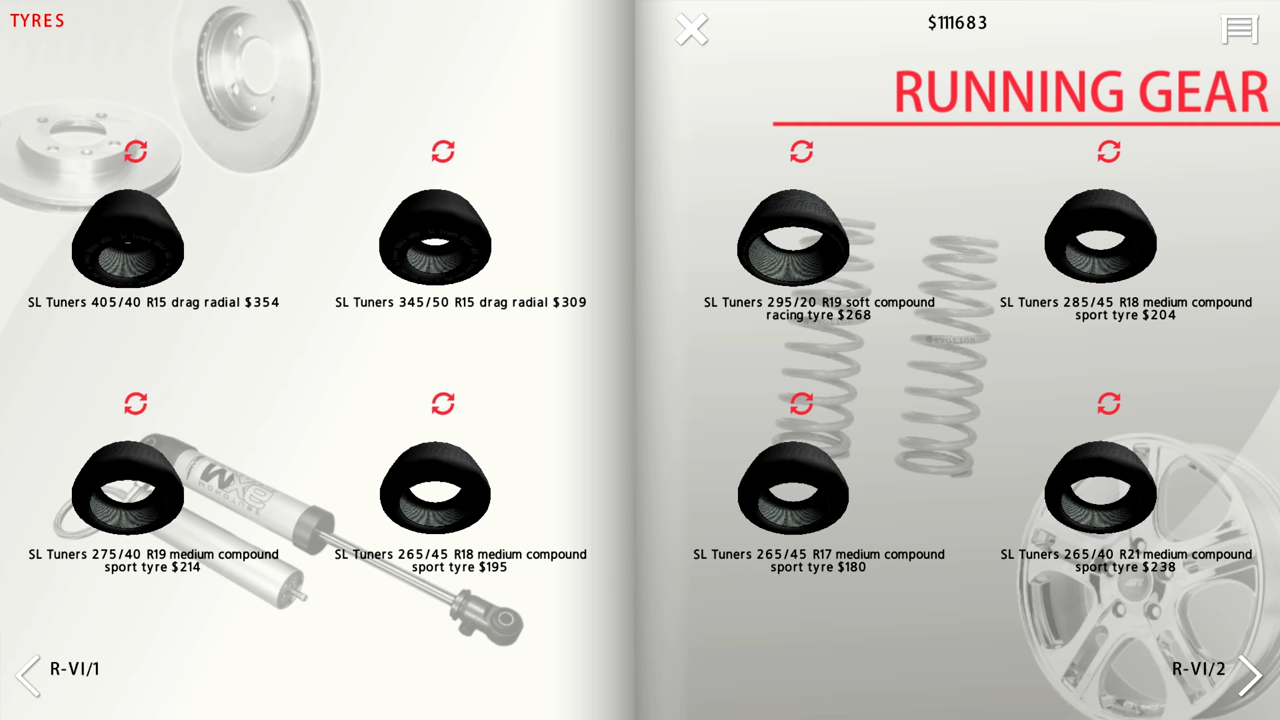 TYRES
$111683
RUNNING GEAR
SL Tuners 405/40 R15 drag radial $354
SL Tuners 345/50 R15 drag radial $309
SL Tuners 295/20 R19 soft compound
racing tyre $268
SL Tuners 285/45 R18 medium compound
sport tyre $204
SL Tuners 275/40 R19 medium compound
sport tyre $214
SL Tuners 265/45 R18 medium compound
sport tyre $195
SL Tuners 265/45 R17 medium compound
sport tyre $180
SL Tuners 265/40 R21 medium compound
sport tyre $238
R-VI/1
R-VI/2